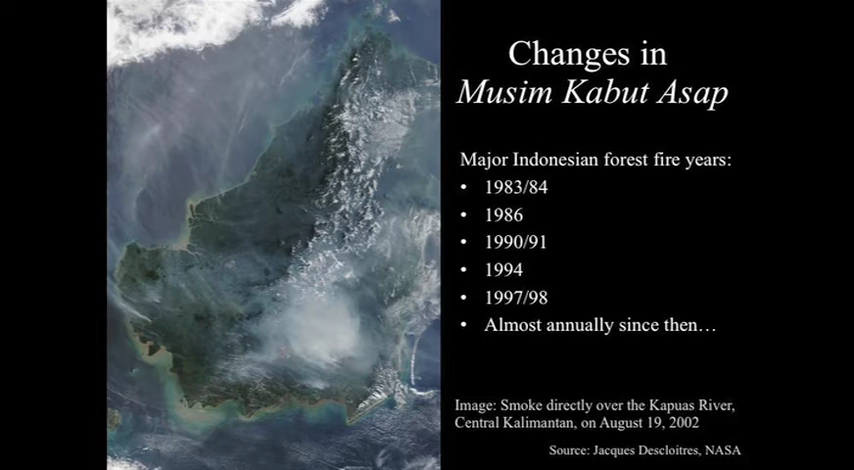 Changes in
Musim Kabut Asap
Major Indonesian forest fire years:
• 1983/84
• 1986
• 1990/91
• 1994
• 1997/98
• Almost annually since then…
Image: Smoke directly over the Kapuas River,
Central Kalimantan, on August 19, 2002
Source: Jacques Descloitres, NASA